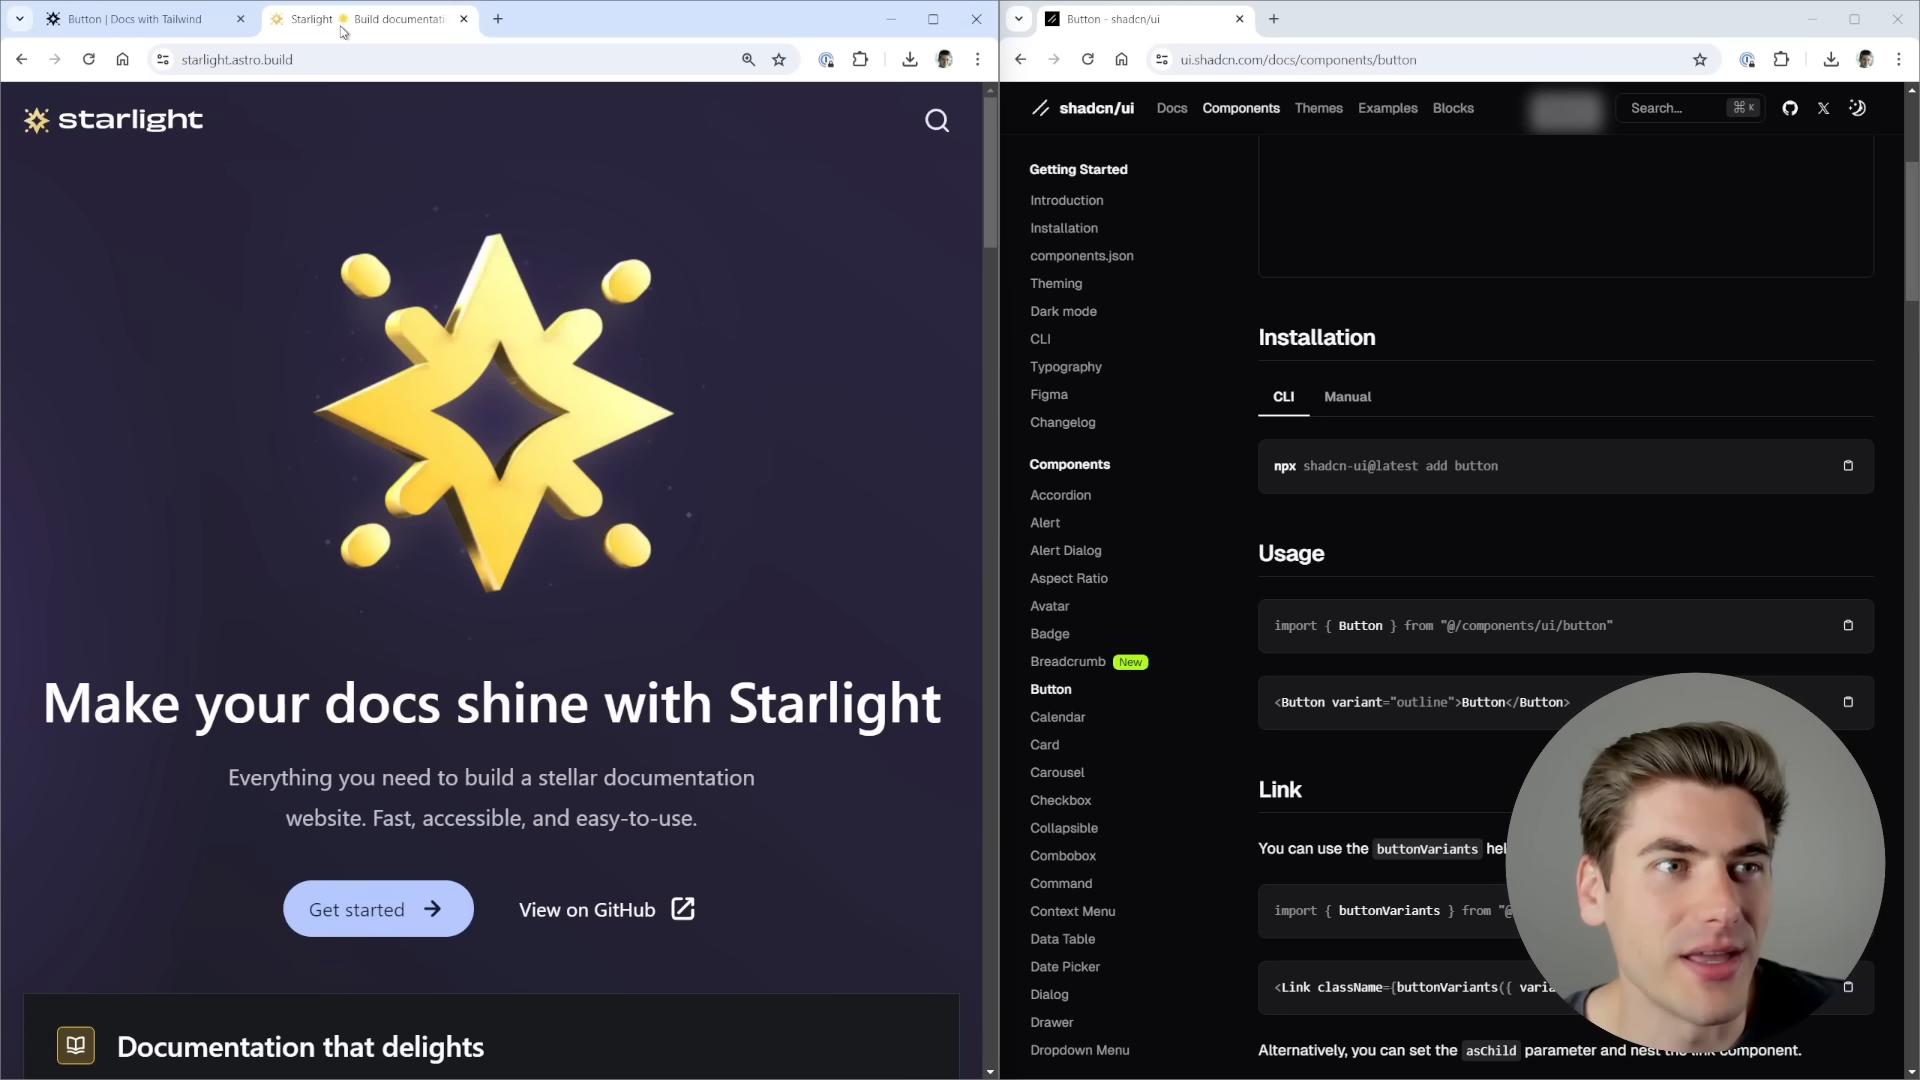 Button | Docs with Tailwind
Starlight 🌟 Build documentati
starlight.astro.build
starlight
Make your docs shine with Starlight
Everything you need to build a stellar documentation
website. Fast, accessible, and easy-to-use.
Get started
View on GitHub
Documentation that delights
Button - shadcn/ui
ui.shadcn.com/docs/components/button
shadcn/ui
Docs
Components
Themes
Examples
Blocks
Search...
⌘K
Getting Started
Introduction
Installation
components.json
Theming
Dark mode
CLI
Typography
Figma
Changelog
Components
Accordion
Alert
Alert Dialog
Aspect Ratio
Avatar
Badge
Breadcrumb New
Button
Calendar
Card
Carousel
Checkbox
Collapsible
Combobox
Command
Context Menu
Data Table
Date Picker
Dialog
Drawer
Dropdown Menu
Installation
CLI
Manual
npx shadcn-ui@latest add button
Usage
import { Button } from "@/components/ui/button"
<Button variant="outline">Button</Button>
Link
You can use the buttonVariants hel
import { buttonVariants } from "@
<Link className={buttonVariants({ varia
Alternatively, you can set the asChild parameter and nest the link component.